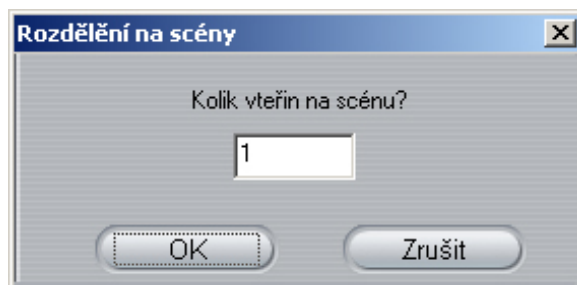 Rozdělění na scény
Kolik vteřin na scénu?
1
OK
Zrušit